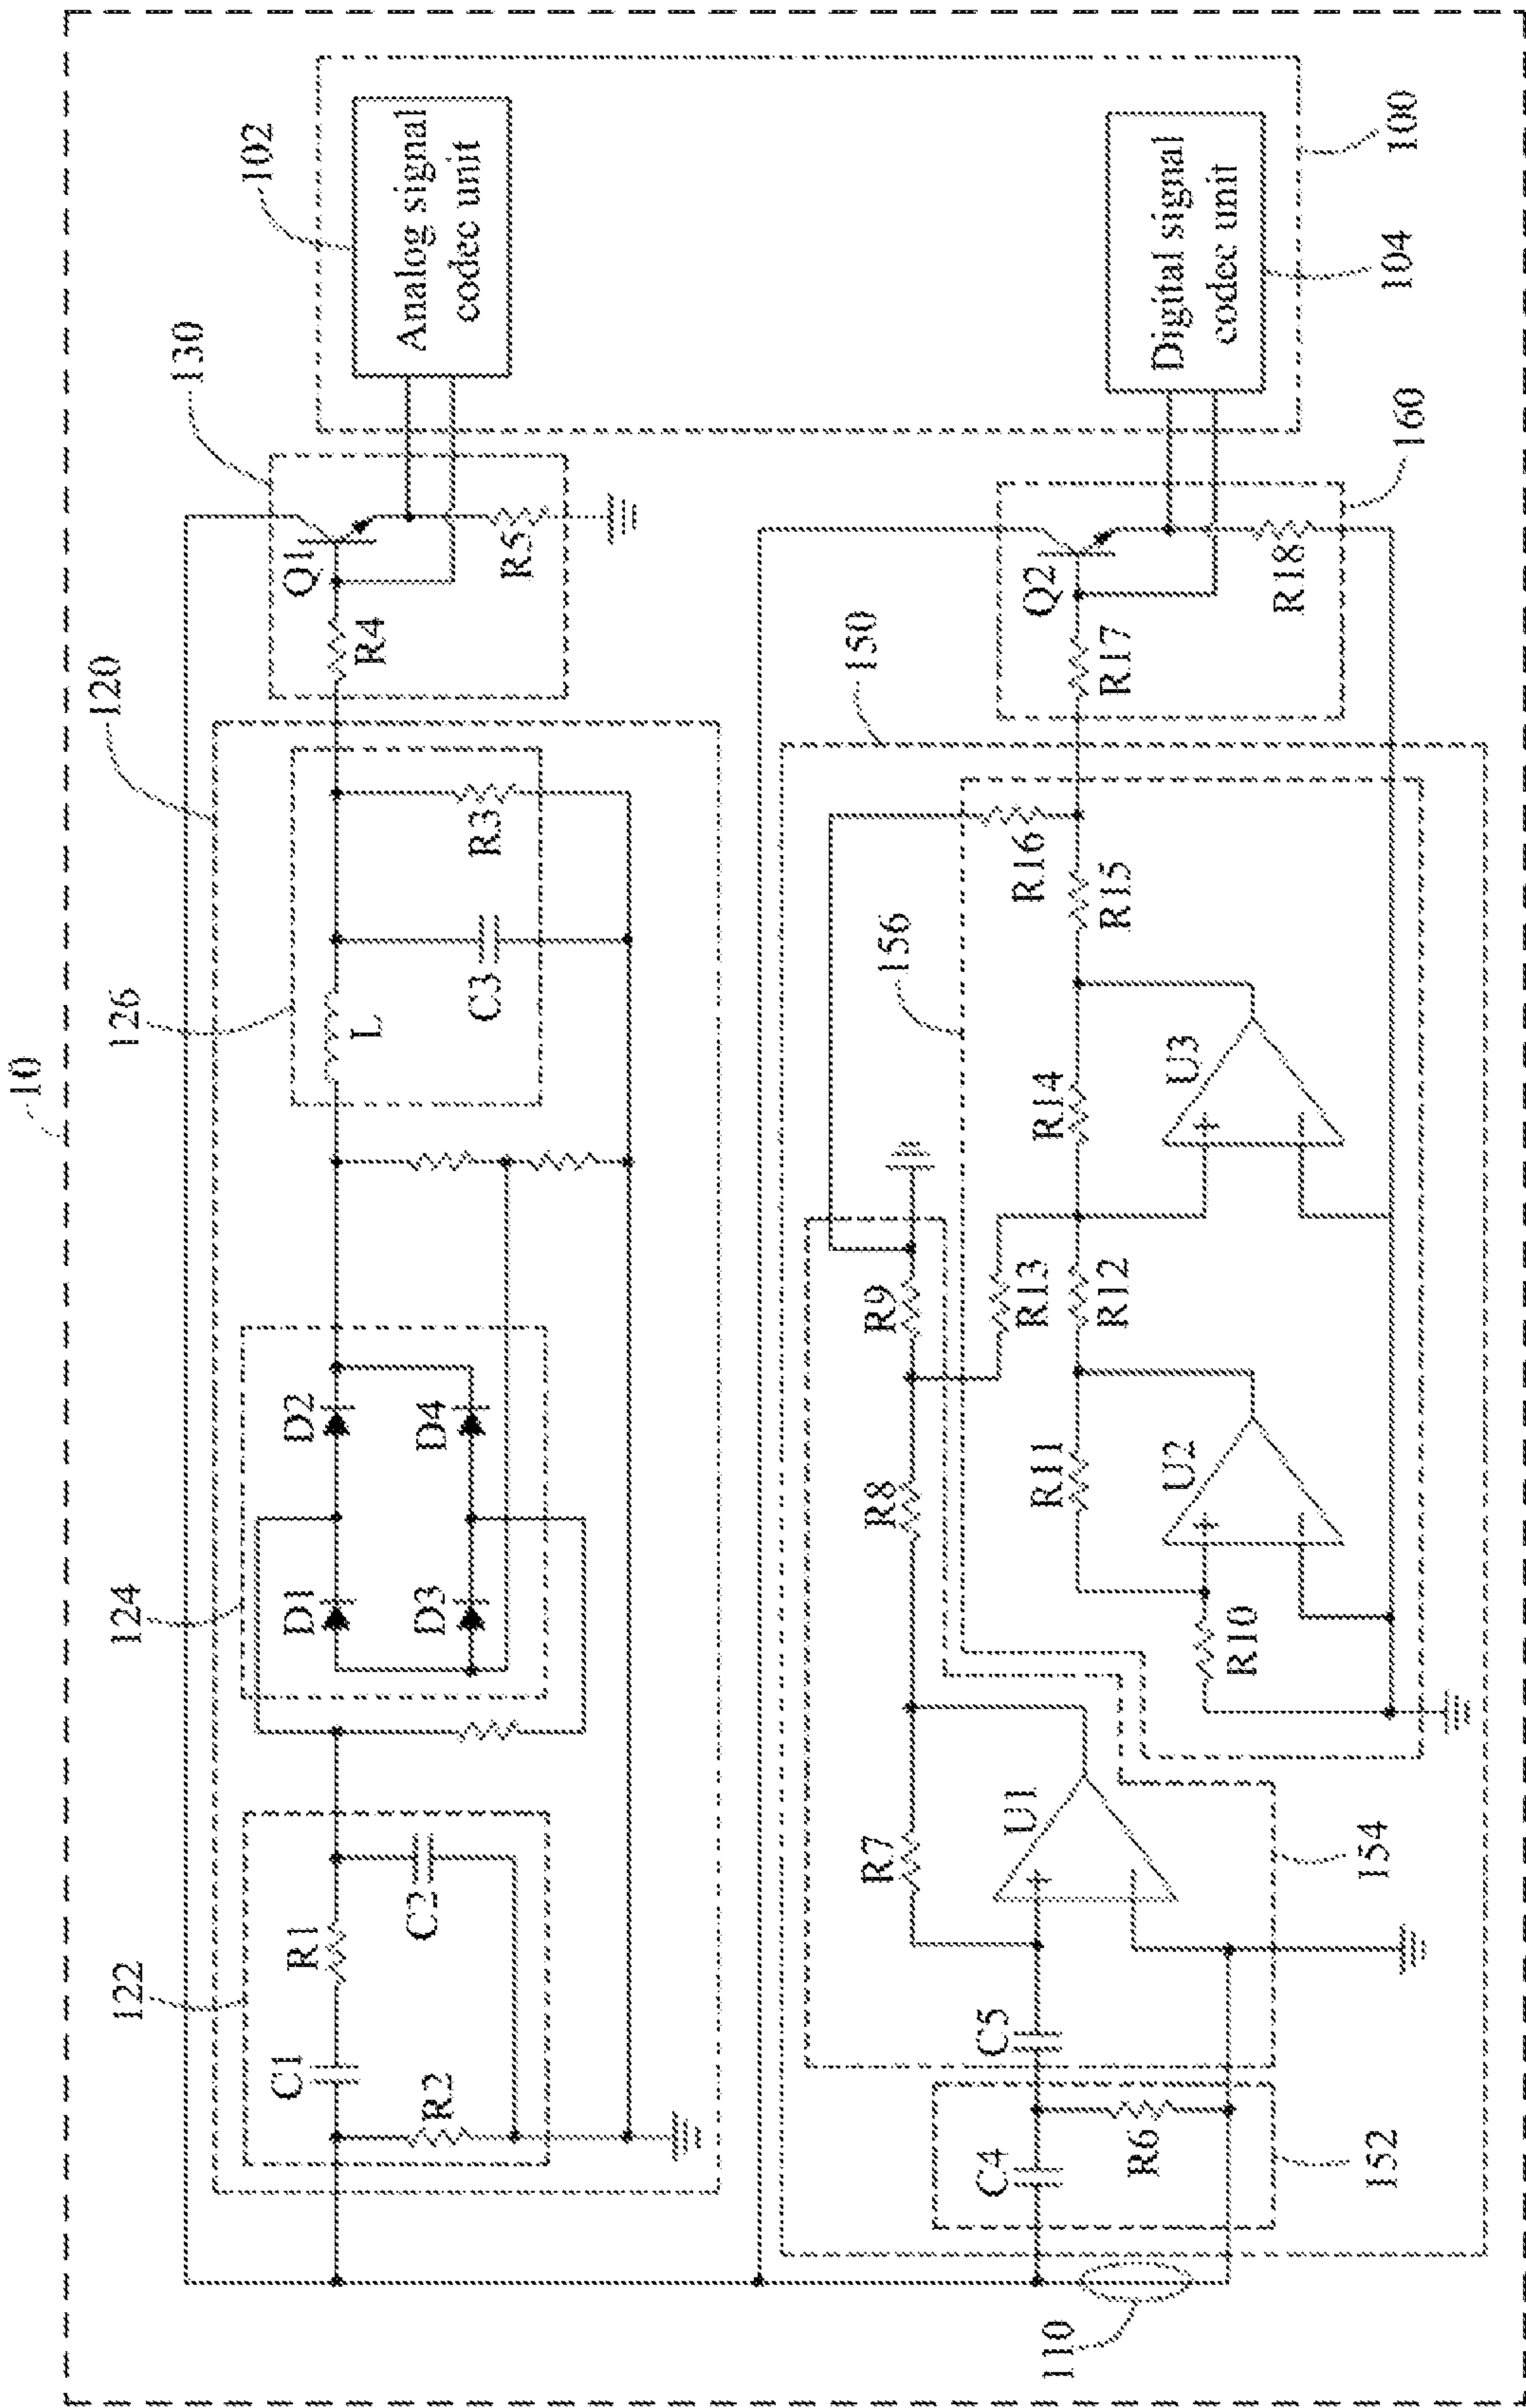 10
120
130
102
122
124
126
Analog signal
codec unit
C1
R1
R2
C2
D1
D2
D3
D4
L
C3
R3
R4
Q1
R5
150
156
100
C4
C5
R6
R7
U1
R8
R9
R10
R11
U2
R12
R13
R14
U3
R15
R16
R17
Q2
R18
Digital signal
codec unit
110
152
154
160
104